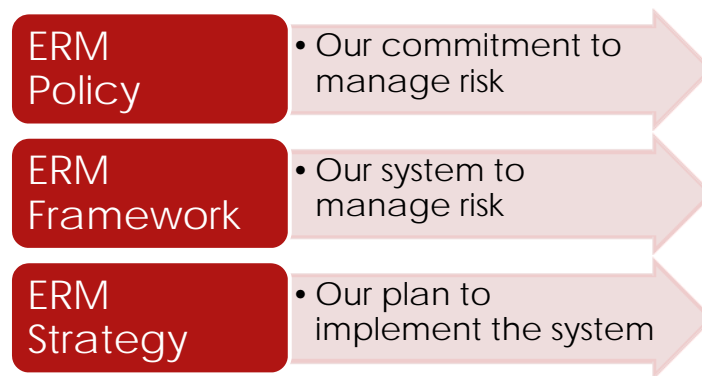 ERM
Policy
• Our commitment to
manage risk
ERM
Framework
• Our system to
manage risk
ERM
Strategy
• Our plan to
implement the system